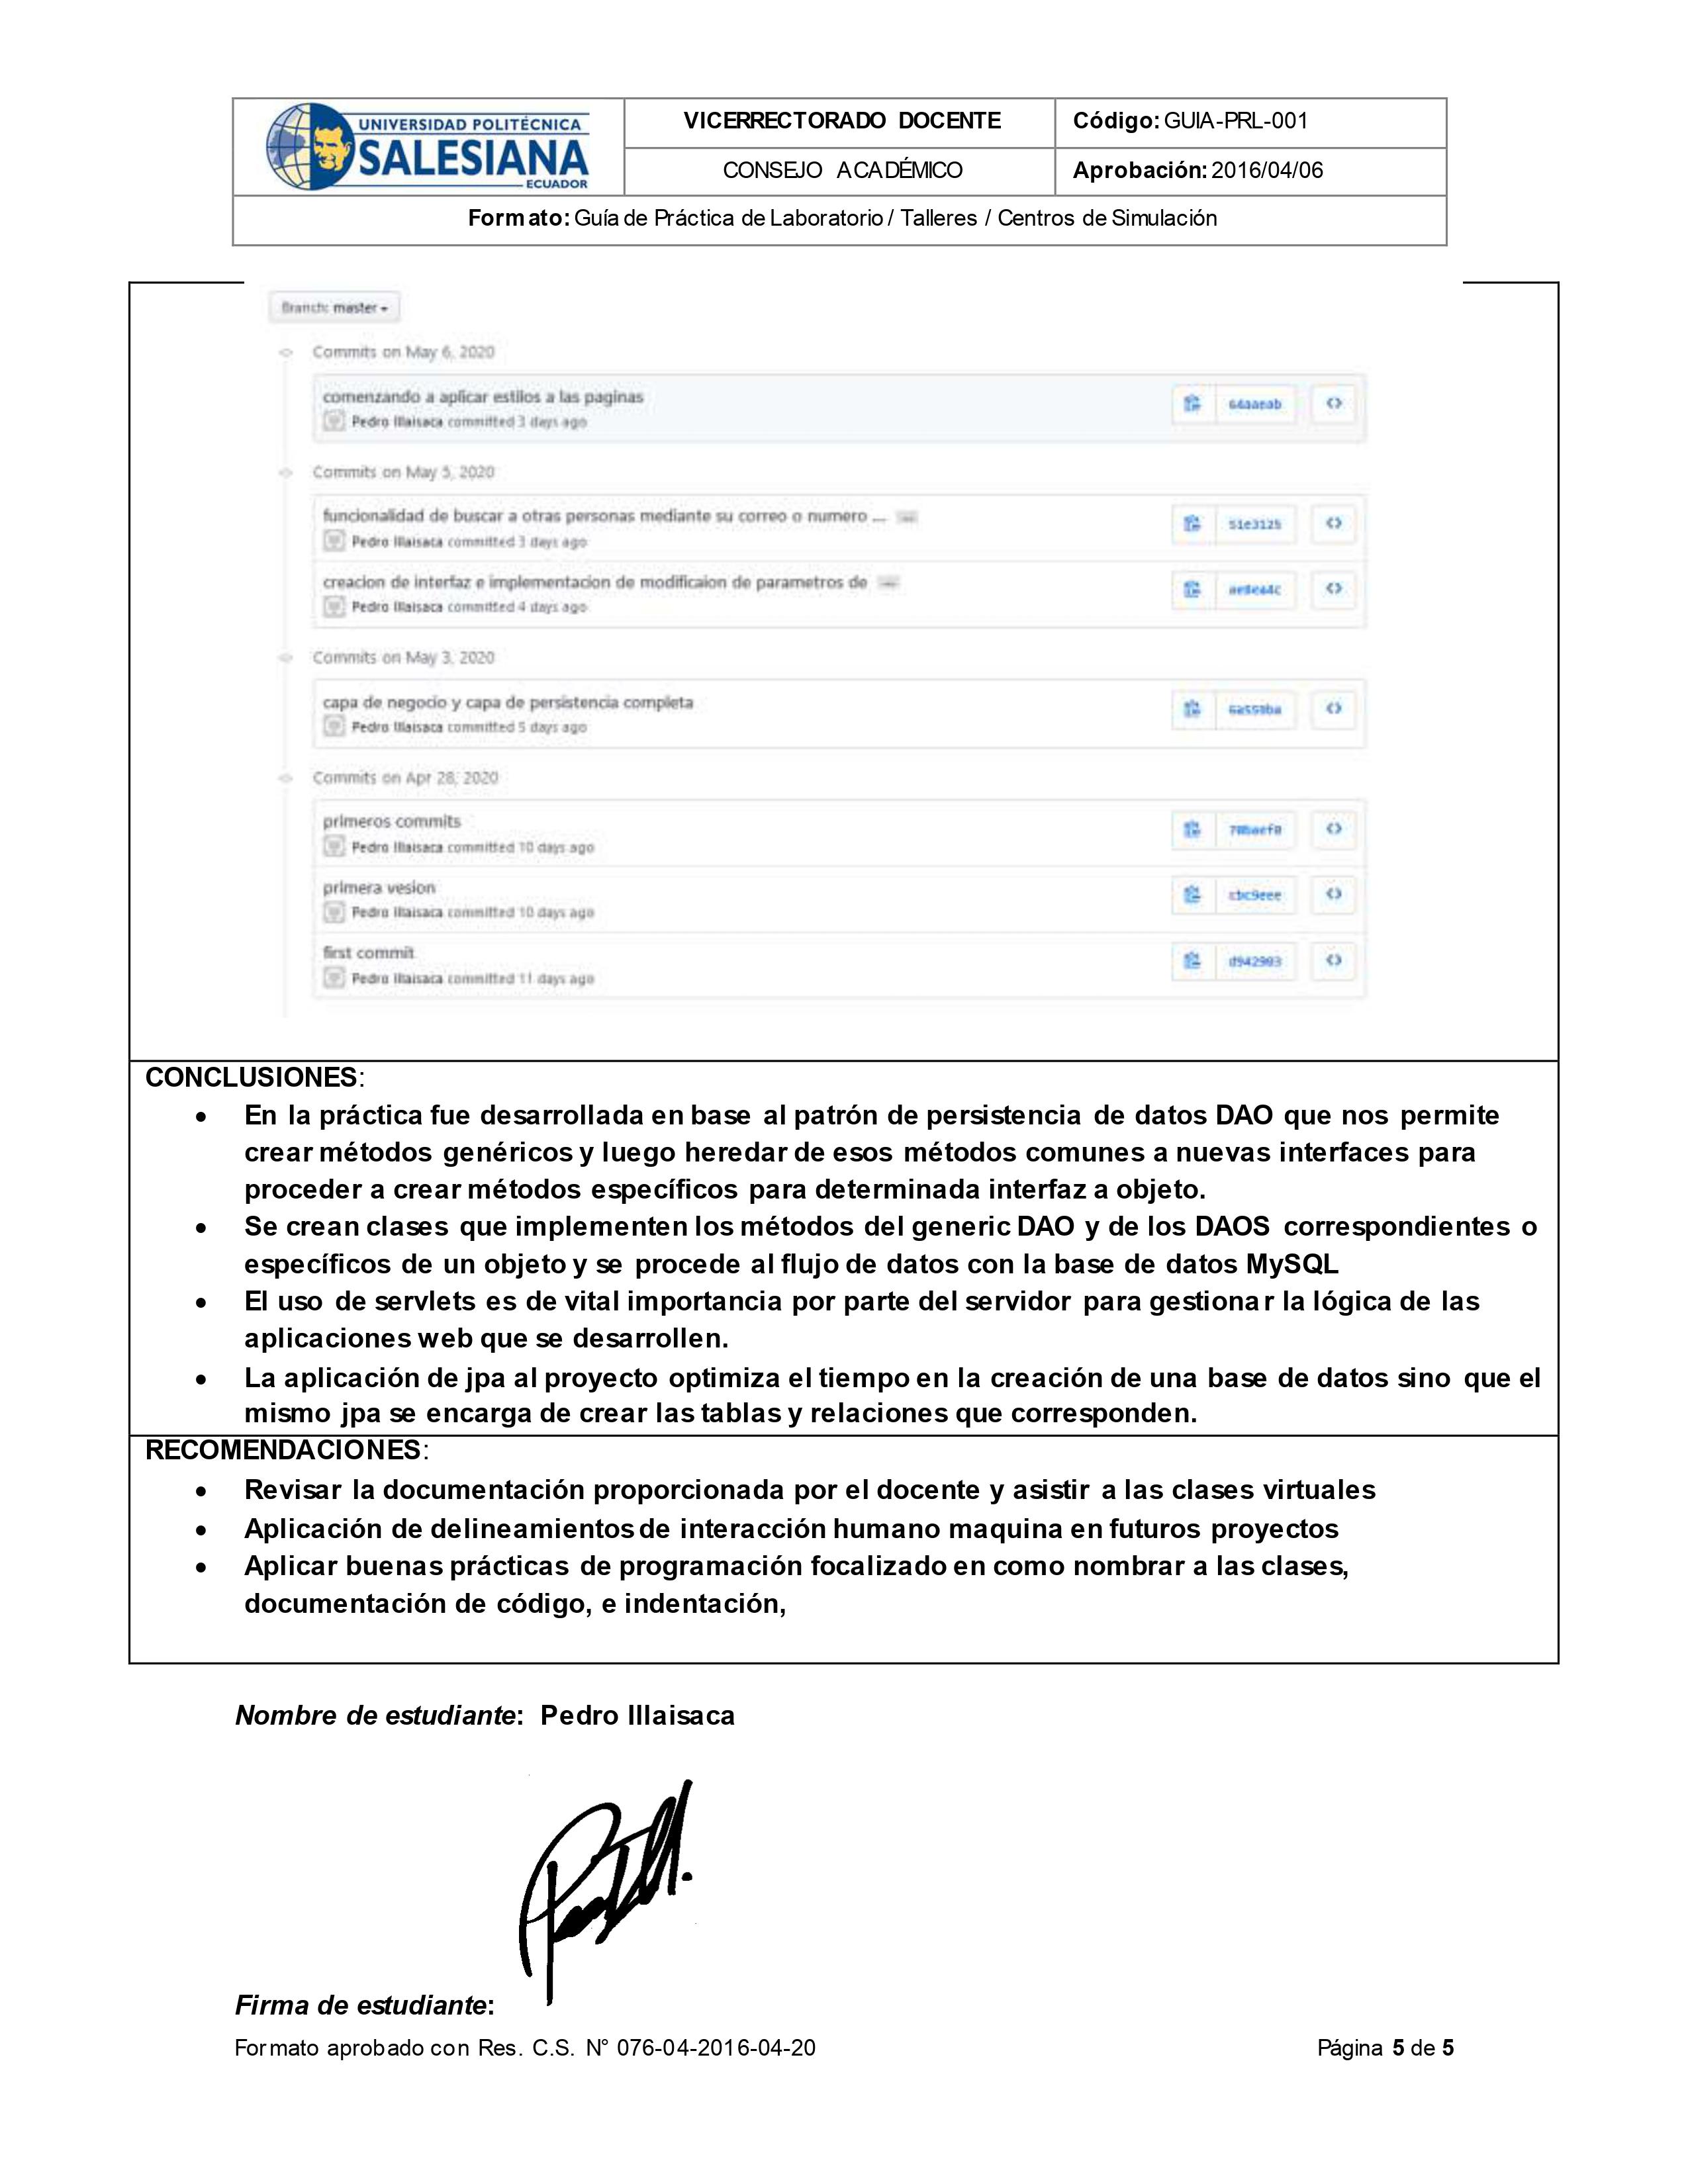 UNIVERSIDAD POLITÉCNICA
SALESIANA
ECUADOR
VICERRECTORADO DOCENTE
Código: GUIA-PRL-001
CONSEJO ACADÉMICO
Aprobación: 2016/04/06
Formato: Guía de Práctica de Laboratorio / Talleres / Centros de Simulación
Branch: master
Commits on May 6, 2020
comenzando a aplicar estilos a las paginas
Pedro Illaisaca committed 3 days ago
Commits on May 5, 2020
funcionalidad de buscar a otras personas mediante su correo o numero ...
51e3125
Pedro Illaisaca committed 3 days ago
creacion de interfaz e implementacion de modificaion de parametros de
Pedro Illaisaca committed 4 days ago
Commits on May 3, 2020
capa de negocio y capa de persistencia completa
Pedro Illaisaca committed 5 days ago
Commits on Apr 28, 2020
primeros commits
Pedro Illaisaca committed 10 days ago
primera vesion
cbc9eee
Pedro Illaisaca committed 10 days ago
first commit
d942903
Pedro Illaisaca committed 11 days ago
CONCLUSIONES:
• En la práctica fue desarrollada en base al patrón de persistencia de datos DAO que nos permite
crear métodos genéricos y luego heredar de esos métodos comunes a nuevas interfaces para
proceder a crear métodos específicos para determinada interfaz a objeto.
• Se crean clases que implementen los métodos del generic DAO y de los DAOS correspondientes o
específicos de un objeto y se procede al flujo de datos con la base de datos MySQL
• El uso de servlets es de vital importancia por parte del servidor para gestionar la lógica de las
aplicaciones web que se desarrollen.
• La aplicación de jpa al proyecto optimiza el tiempo en la creación de una base de datos sino que el
mismo jpa se encarga de crear las tablas y relaciones que corresponden.
RECOMENDACIONES:
• Revisar la documentación proporcionada por el docente y asistir a las clases virtuales
• Aplicación de delineamientos de interacción humano maquina en futuros proyectos
• Aplicar buenas prácticas de programación focalizado en como nombrar a las clases,
documentación de código, e indentación,
Nombre de estudiante: Pedro Illaisaca
Firma de estudiante:
Formato aprobado con Res. C.S. N° 076-04-2016-04-20
Página 5 de 5